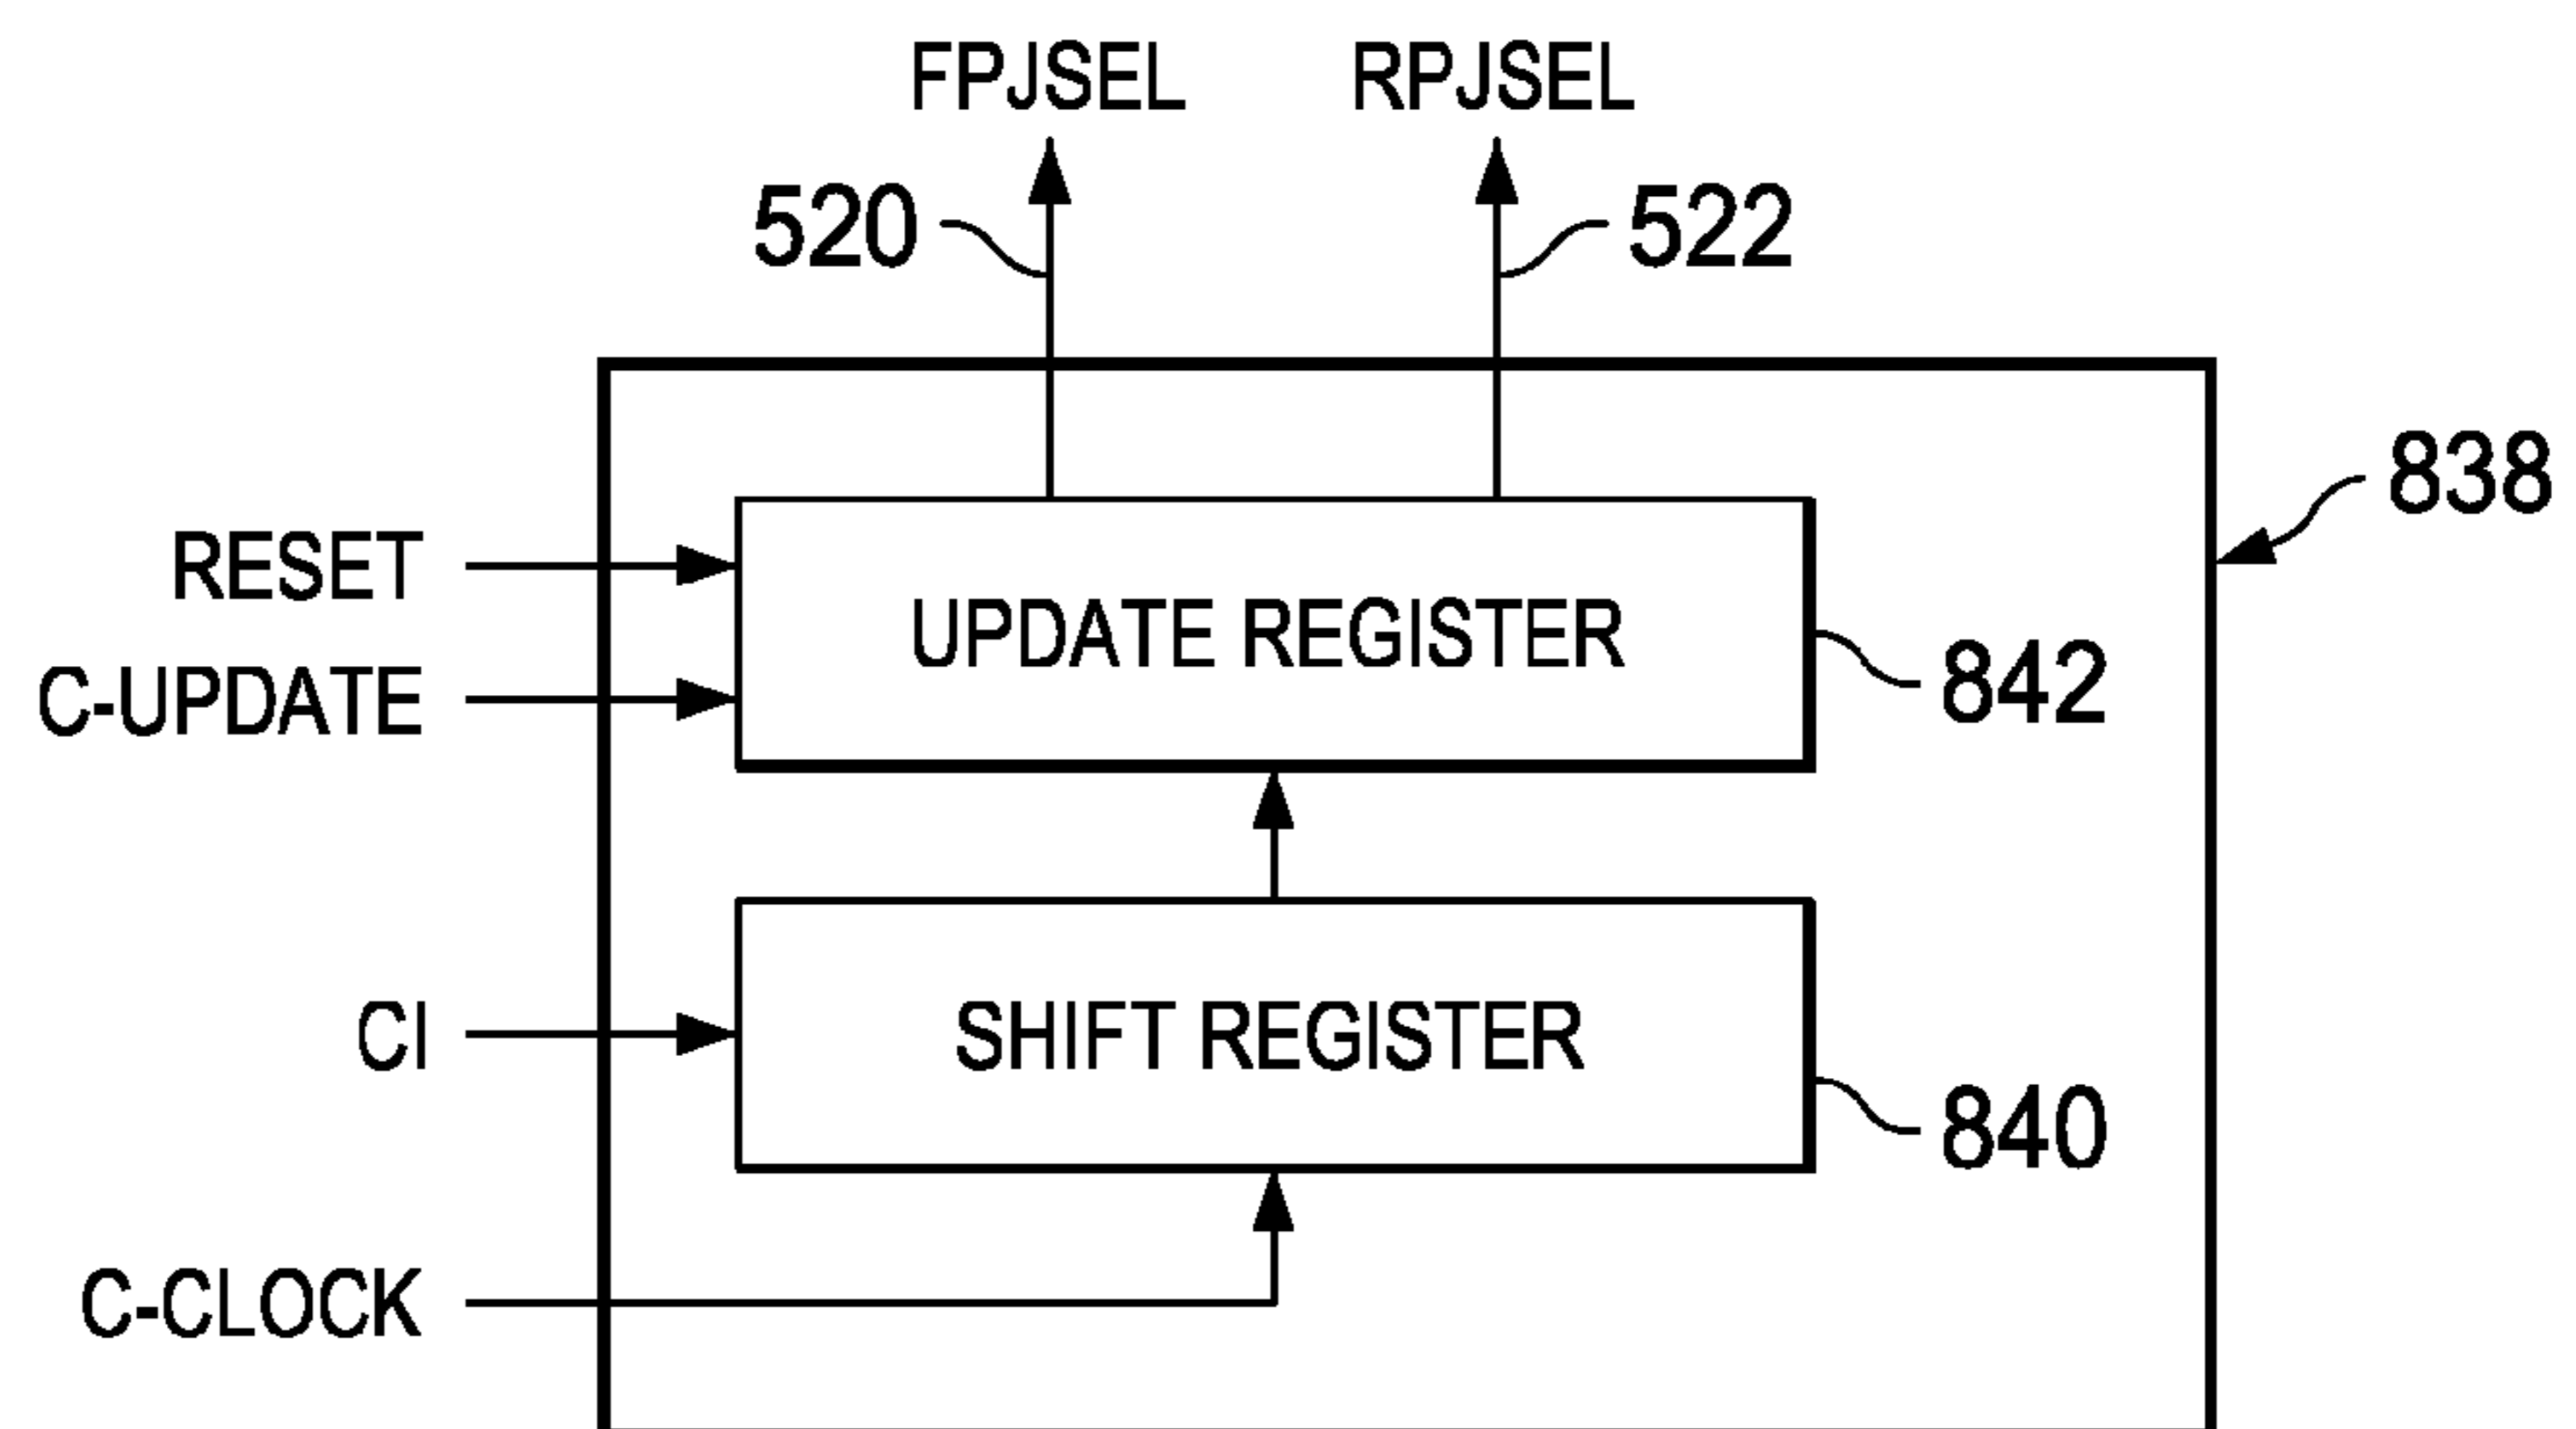 FPJSEL RPJSEL
520 522
838
RESET
UPDATE REGISTER
C-UPDATE
842
CI
SHIFT REGISTER
840
C-CLOCK